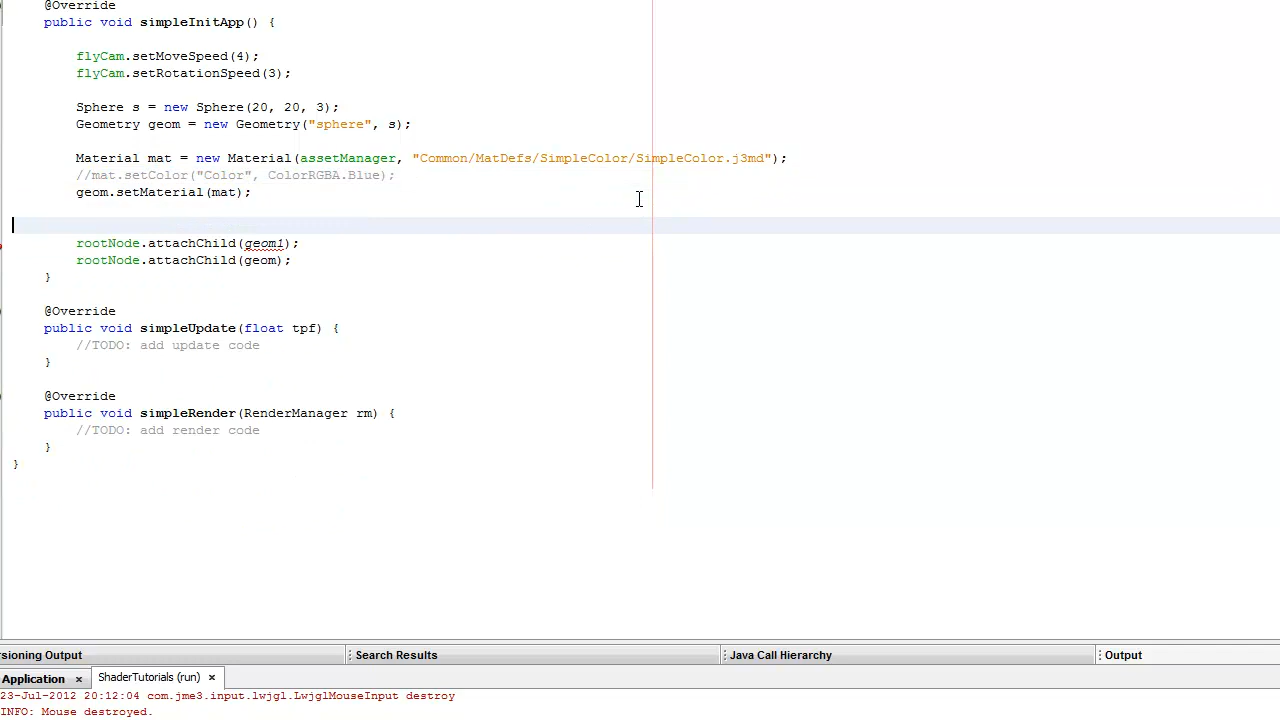 @Override
public void simpleInitApp() {
flyCam.setMoveSpeed(4);
flyCam.setRotationSpeed(3);
Sphere s = new Sphere(20, 20, 3);
Geometry geom = new Geometry("sphere", s);
Material mat = new Material(assetManager, "Common/MatDefs/SimpleColor/SimpleColor.j3md");
//mat.setColor("Color", ColorRGBA.Blue);
geom.setMaterial(mat);
rootNode.attachChild(geom1);
rootNode.attachChild(geom);
}
@Override
public void simpleUpdate(float tpf) {
//TODO: add update code
}
@Override
public void simpleRender(RenderManager rm) {
//TODO: add render code
}
}
sioning Output
Search Results
Java Call Hierarchy
Output
Application x
ShaderTutorials (run) x
23-Jul-2012 20:12:04 com.jme3.input.lwjgl.LwjglMouseInput destroy
INFO: Mouse destroyed.